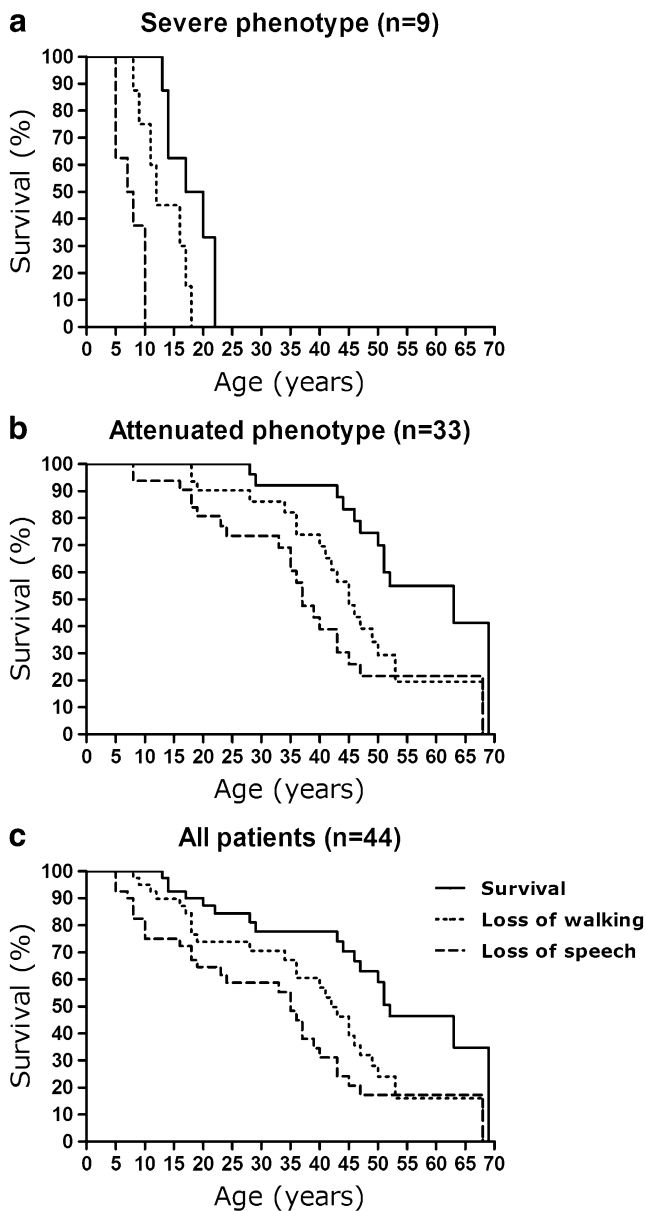 a
Severe phenotype (n=9)
100
90
80
70
60
50
40
30
20
10
0
Survival (%)
0 5 10 15 20 25 30 35 40 45 50 55 60 65 70
Age (years)
b
Attenuated phenotype (n=33)
100
90
80
70
60
50
40
30
20
10
0
Survival (%)
0 5 10 15 20 25 30 35 40 45 50 55 60 65 70
Age (years)
c
All patients (n=44)
100
90
80
70
60
50
40
30
20
10
0
Survival (%)
Survival
Loss of walking
Loss of speech
0 5 10 15 20 25 30 35 40 45 50 55 60 65 70
Age (years)